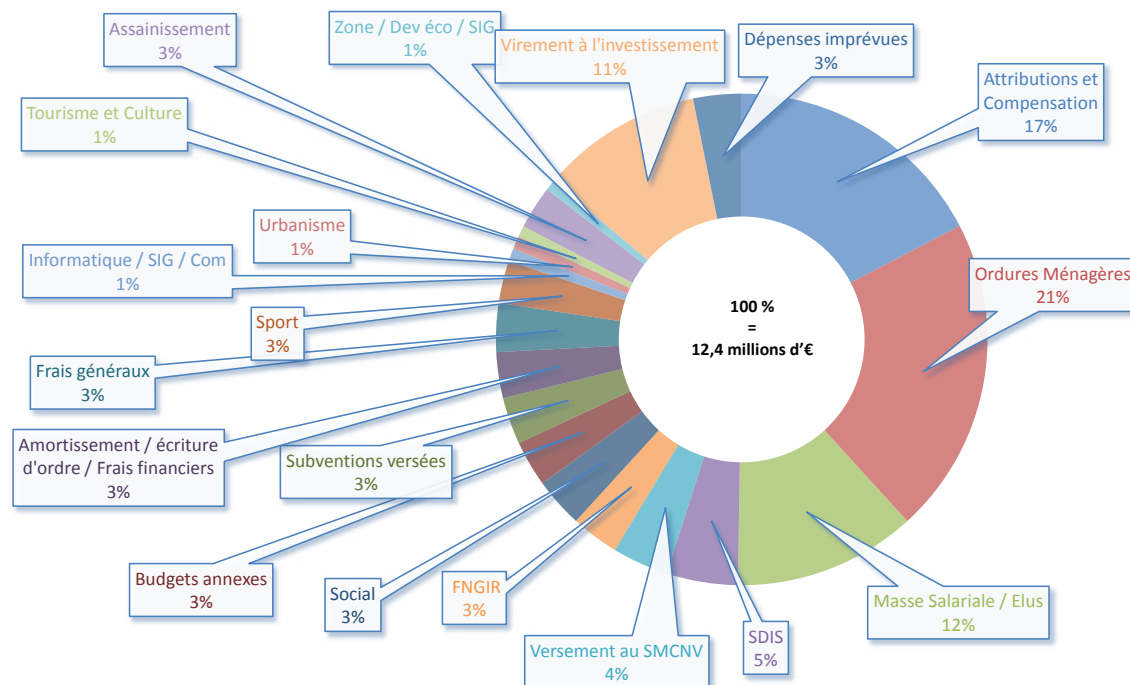 Assainissement
3%
Zone / Dev éco / SIG
1%
Virement à l'investissement
11%
Dépenses imprévues
3%
Attributions et
Compensation
17%
Tourisme et Culture
1%
Urbanisme
1%
Informatique / SIG / Com
1%
Ordures Ménagères
21%
100 %
=
12,4 millions d'€
Sport
3%
Frais généraux
3%
Amortissement / écriture
d'ordre / Frais financiers
3%
Subventions versées
3%
Budgets annexes
3%
Social
3%
FNGIR
3%
Versement au SMCNV
4%
SDIS
5%
Masse Salariale / Elus
12%